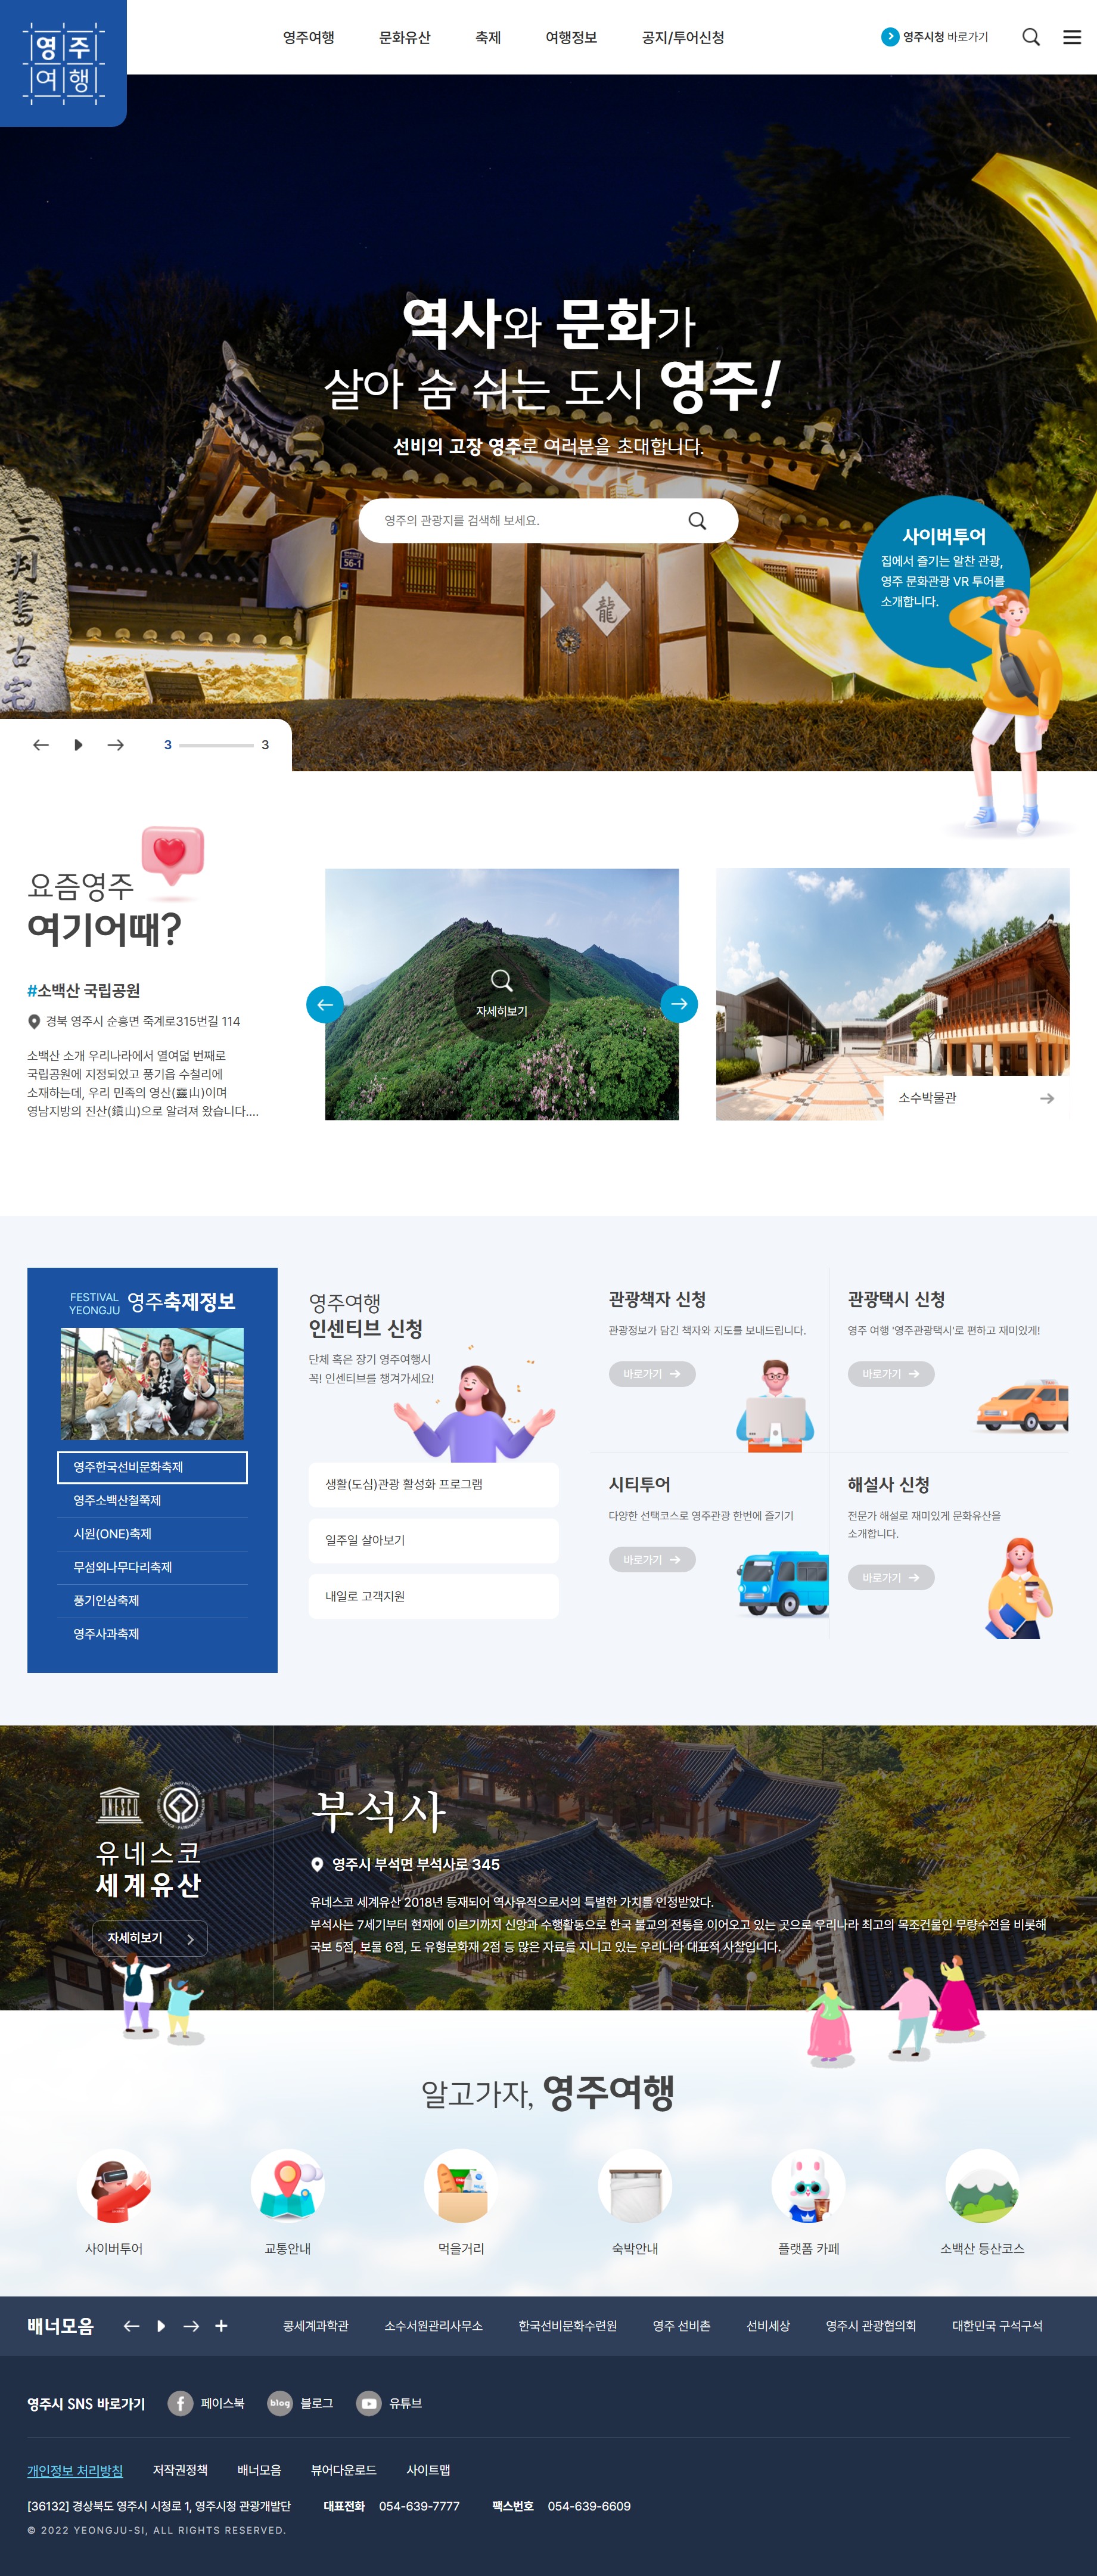 영주
여행
영주여행
문화유산
축제
여행정보
공지/투어신청
영주시청 바로가기
역사와 문화가
살아 숨 쉬는 도시 영주!
선비의 고장 영주로 여러분을 초대합니다.
영주의 관광지를 검색해 보세요.
56-1
龍
사이버투어
집에서 즐기는 알찬 관광,
영주 문화관광 VR 투어를
소개합니다.
3 3
요즘영주
여기어때?
#소백산 국립공원
경북 영주시 순흥면 죽계로315번길 114
소백산 소개 우리나라에서 열여덟 번째로
국립공원에 지정되었고 풍기읍 수철리에
소재하는데, 우리 민족의 영산(靈山)이며
영남지방의 진산(鎭山)으로 알려져 왔습니다....
자세히보기
소수박물관
FESTIVAL
YEONGJU
영주축제정보
영주한국선비문화축제
영주소백산철쭉제
시원(ONE)축제
무섬외나무다리축제
풍기인삼축제
영주사과축제
영주여행
인센티브 신청
단체 혹은 장기 영주여행시
꼭! 인센티브를 챙겨가세요!
생활(도심)관광 활성화 프로그램
일주일 살아보기
내일로 고객지원
관광책자 신청
관광정보가 담긴 책자와 지도를 보내드립니다.
바로가기
관광택시 신청
영주 여행 '영주관광택시'로 편하고 재미있게!
바로가기
시티투어
다양한 선택코스로 영주관광 한번에 즐기기
바로가기
해설사 신청
전문가 해설로 재미있게 문화유산을
소개합니다.
바로가기
유네스코
세계유산
자세히보기
부석사
영주시 부석면 부석사로 345
유네스코 세계유산 2018년 등재되어 역사유적으로서의 특별한 가치를 인정받았다.
부석사는 7세기부터 현재에 이르기까지 신앙과 수행활동으로 한국 불교의 전통을 이어오고 있는 곳으로 우리나라 최고의 목조건물인 무량수전을 비롯해
국보 5점, 보물 6점, 도 유형문화재 2점 등 많은 자료를 지니고 있는 우리나라 대표적 사찰입니다.
알고가자, 영주여행
사이버투어
교통안내
먹을거리
숙박안내
플랫폼 카페
소백산 등산코스
배너모음
콩세계과학관
소수서원관리사무소
한국선비문화수련원
영주 선비촌
선비세상
영주시 관광협의회
대한민국 구석구석
영주시 SNS 바로가기
페이스북
blog 블로그
유튜브
개인정보 처리방침
저작권정책
배너모음
뷰어다운로드
사이트맵
[36132] 경상북도 영주시 시청로 1, 영주시청 관광개발단 대표전화 054-639-7777 팩스번호 054-639-6609
© 2022 YEONGJU-SI, ALL RIGHTS RESERVED.